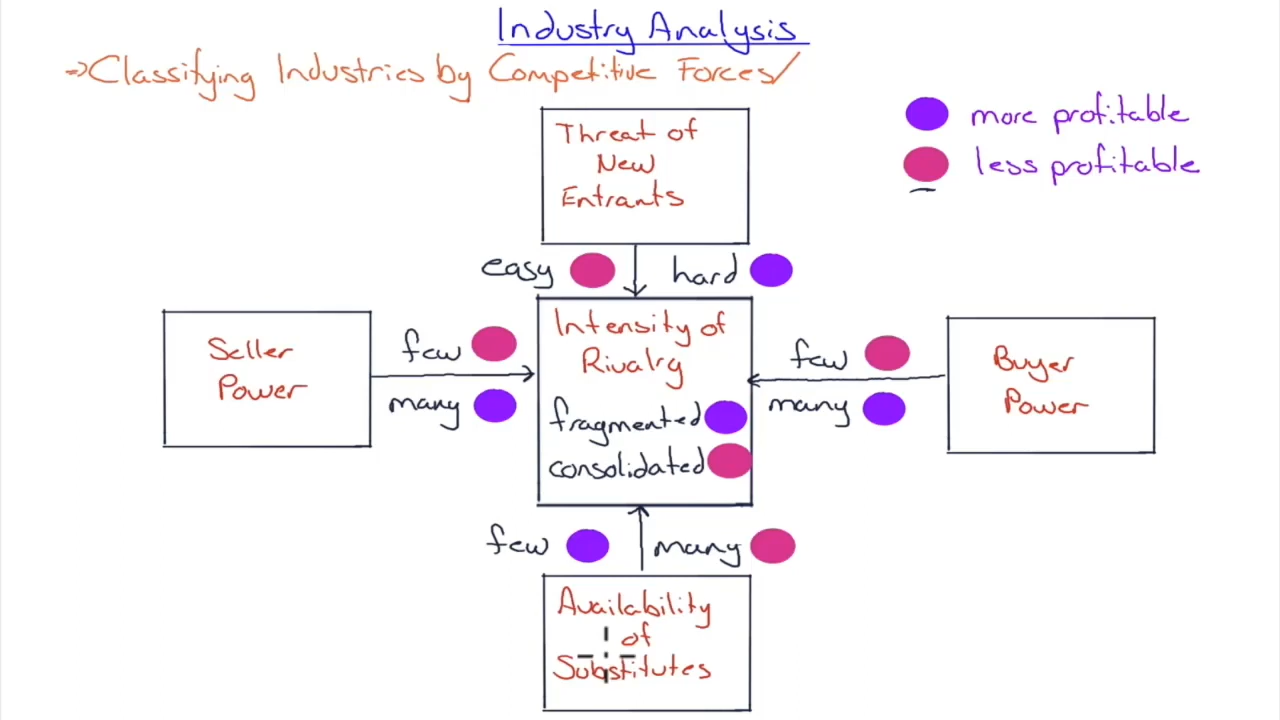 Industry Analysis
⇒Classifying Industries by Competitive Forces/
more profitable
less profitable
Threat of
New
Entrants
easy
hard
Seller
Power
few
many
Intensity of
Rivalry
fragmented
consolidated
few
many
Buyer
Power
few
many
Availability
of
Substitutes